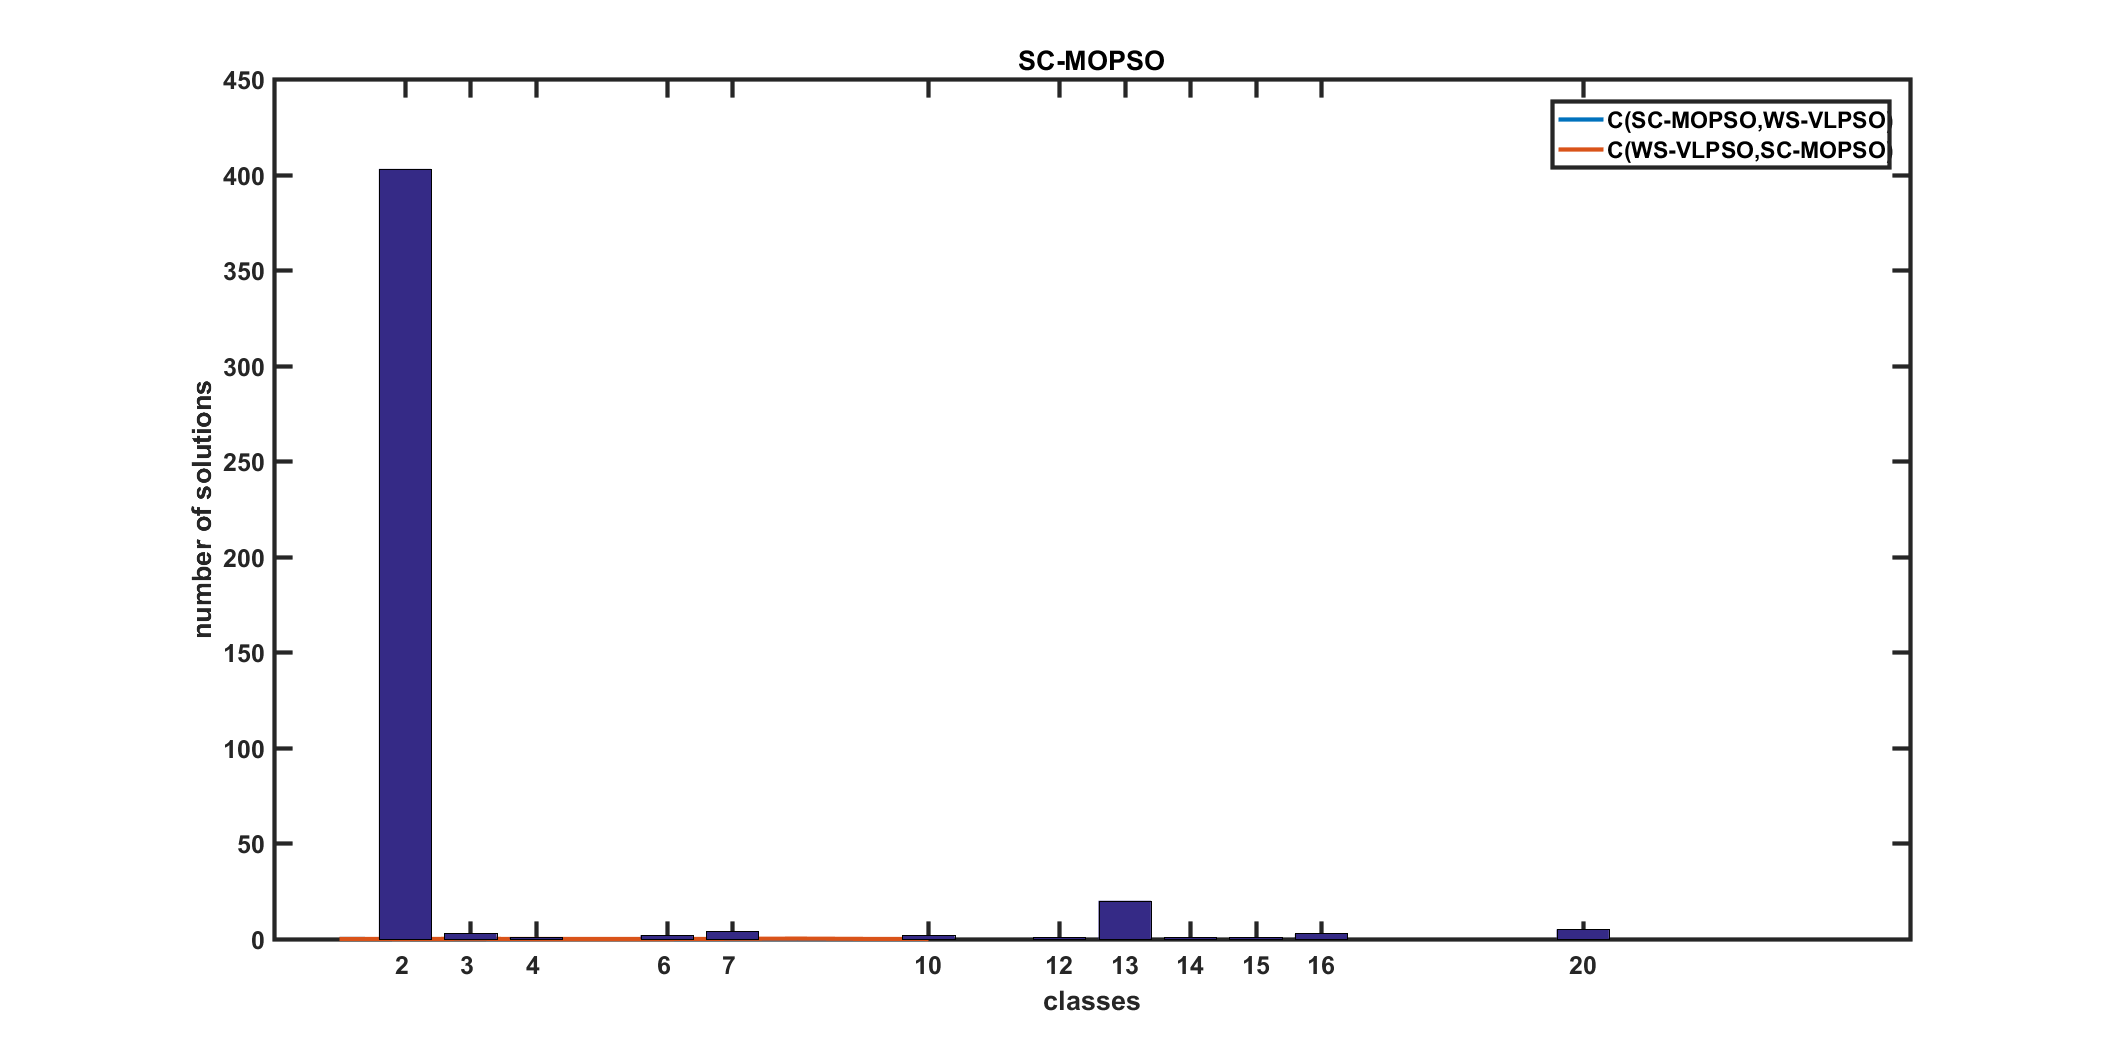 SC-MOPSO
450
400
350
300
250
200
150
100
50
0
number of solutions
C(SC-MOPSO,WS-VLPSO)
C(WS-VLPSO,SC-MOPSO)
2 3 4 6 7 10 12 13 14 15 16 20
classes